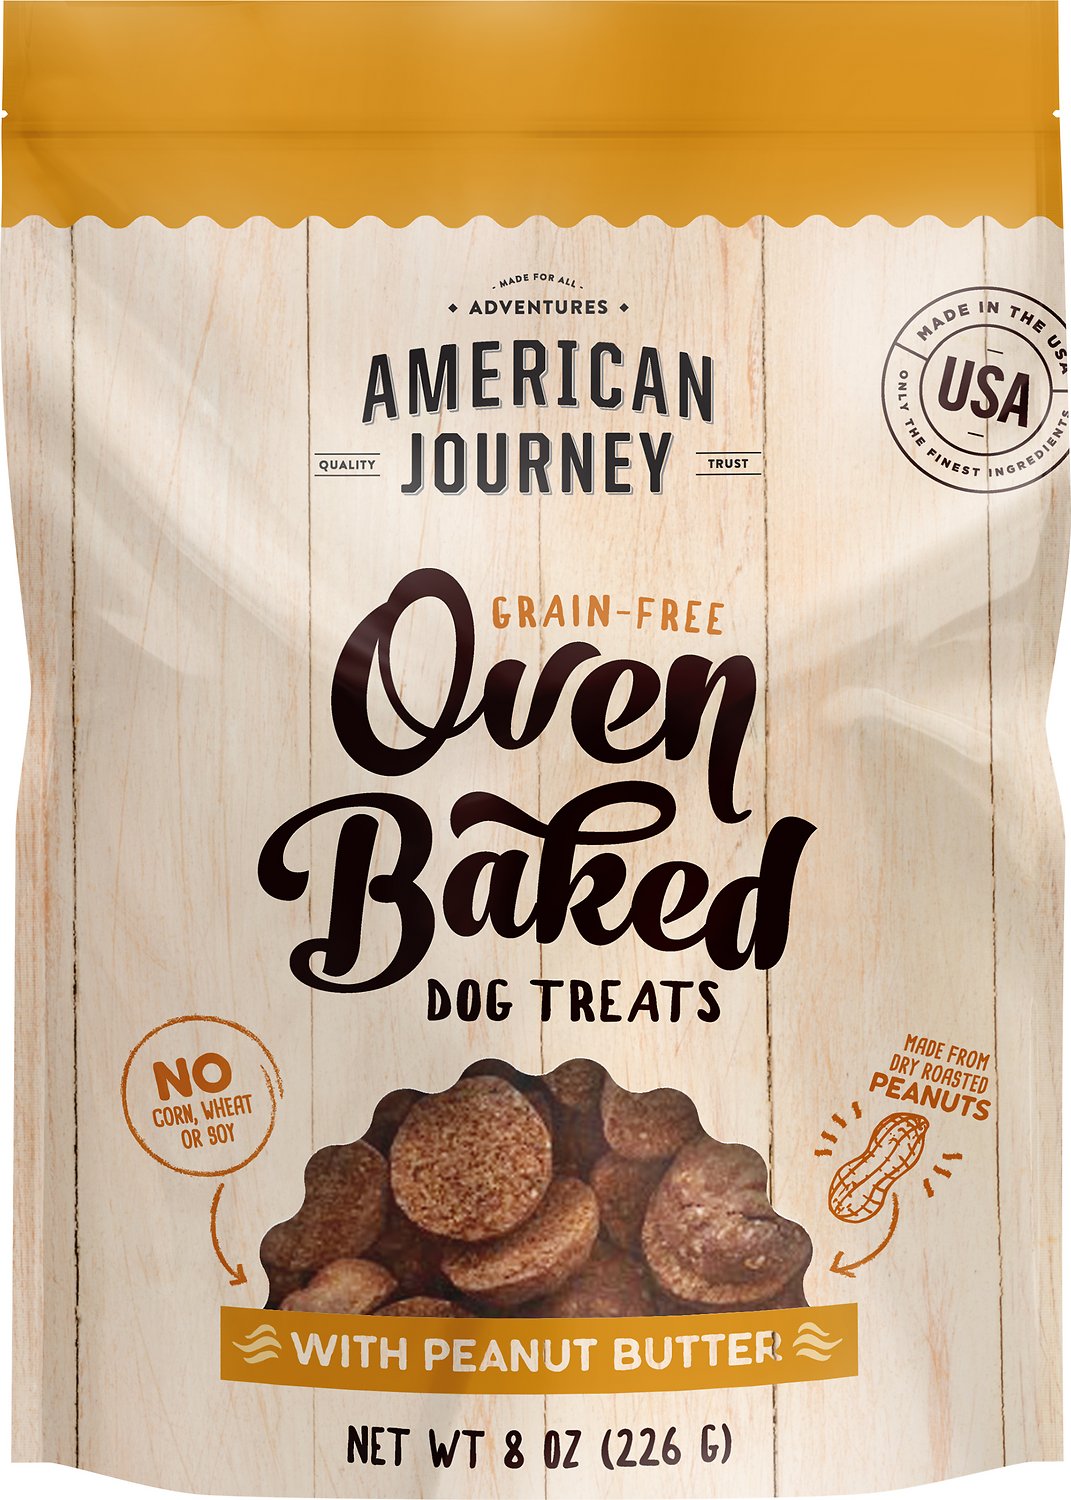 - MADE FOR ALL -
◆ ADVENTURES ◆
AMERICAN
JOURNEY
QUALITY
TRUST
MADE IN THE USA
USA
ONLY THE FINEST INGREDIENTS
GRAIN-FREE
Oven
Baked
DOG TREATS
NO
CORN, WHEAT
OR SOY
MADE FROM
DRY ROASTED
PEANUTS
WITH PEANUT BUTTER
NET WT 8 OZ (226 G)